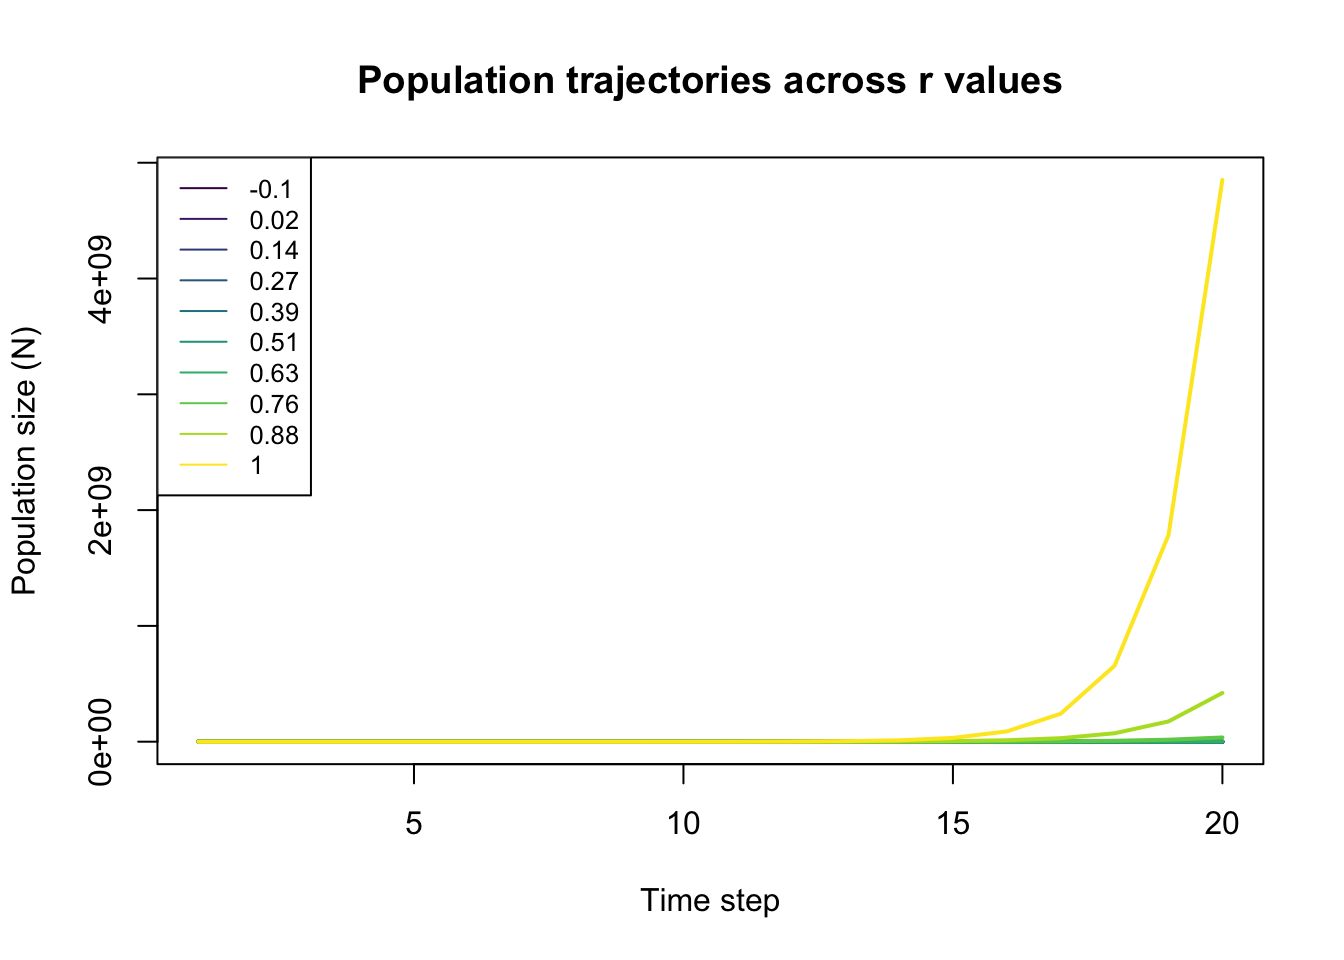 Population trajectories across r values
-0.1
0.02
0.14
0.27
0.39
0.51
0.63
0.76
0.88
1
Population size (N)
4e+09
2e+09
0e+00
5 10 15 20
Time step